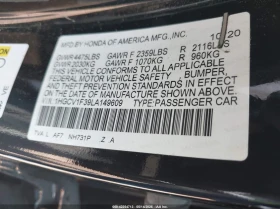 MFD. BY HONDA OF AMERICA MFG., INC. 10/20
GVWR 4475LBS GAWR F 2359LBS R 2116LBS
GVWR 2030KG GAWR F 1070KG R 960KG
THIS VEHICLE CONFORMS TO ALL APPLICABLE
FEDERAL MOTOR VEHICLE SAFETY, BUMPER,
AND THEFT PREVENTION STANDARDS IN EFFECT
ON THE DATE OF MANUFACTURE SHOWN ABOVE.
V.I.N. 1HGCV1F39LA149609 TYPE:PASSENGER CAR
TVA L AF7 NH731P Z A